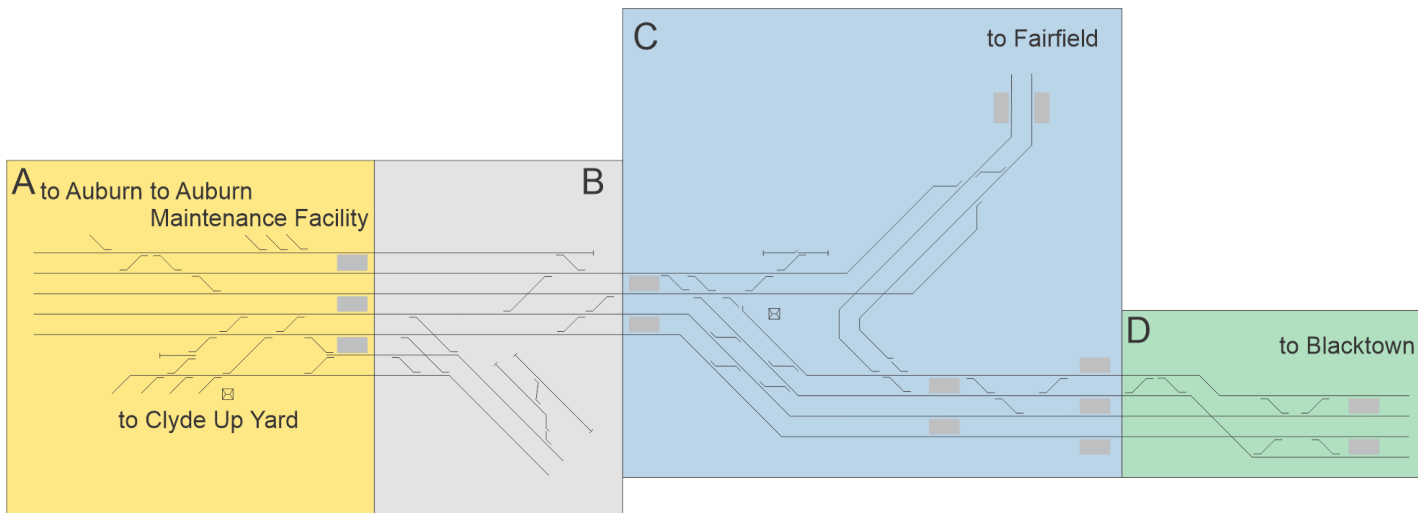 C
to Fairfield
A
B
to Auburn to Auburn
Maintenance Facility
to Clyde Up Yard
D
to Blacktown